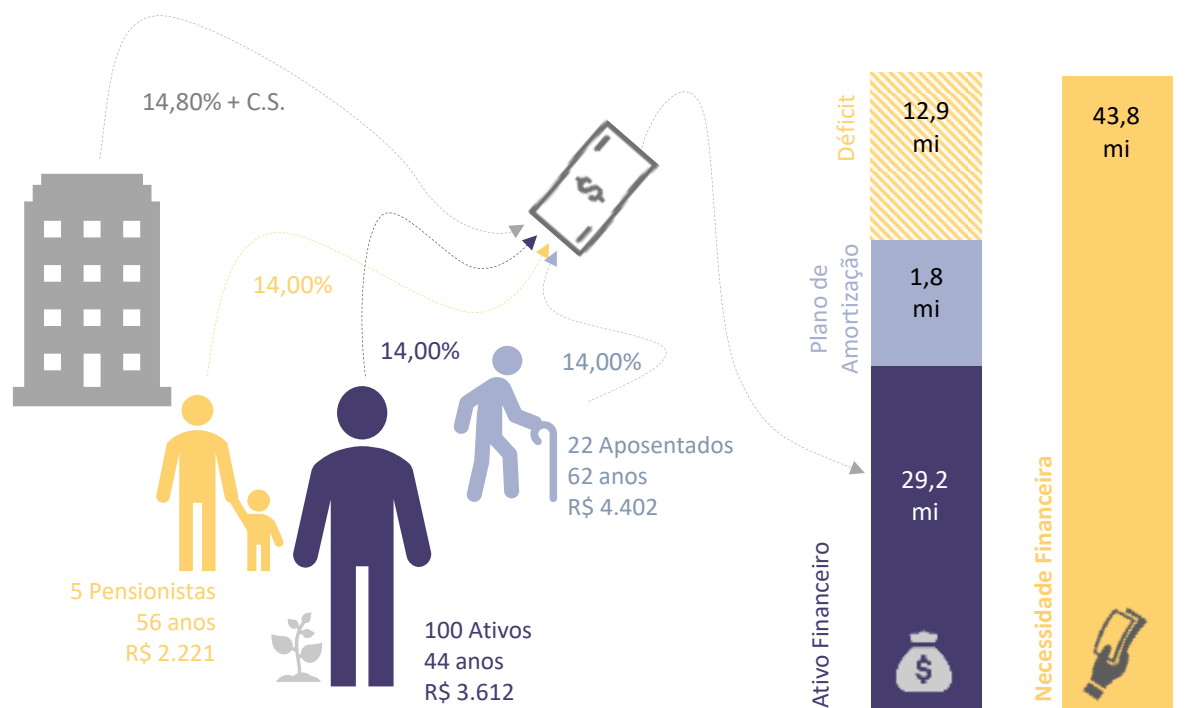 14,80% + C.S.
14,00%
14,00%
14,00%
5 Pensionistas
56 anos
R$ 2.221
100 Ativos
44 anos
R$ 3.612
22 Aposentados
62 anos
R$ 4.402
$
Déficit
12,9
mi
Plano de
Amortização
1,8
mi
Ativo Financeiro
29,2
mi
$
Necessidade Financeira
43,8
mi